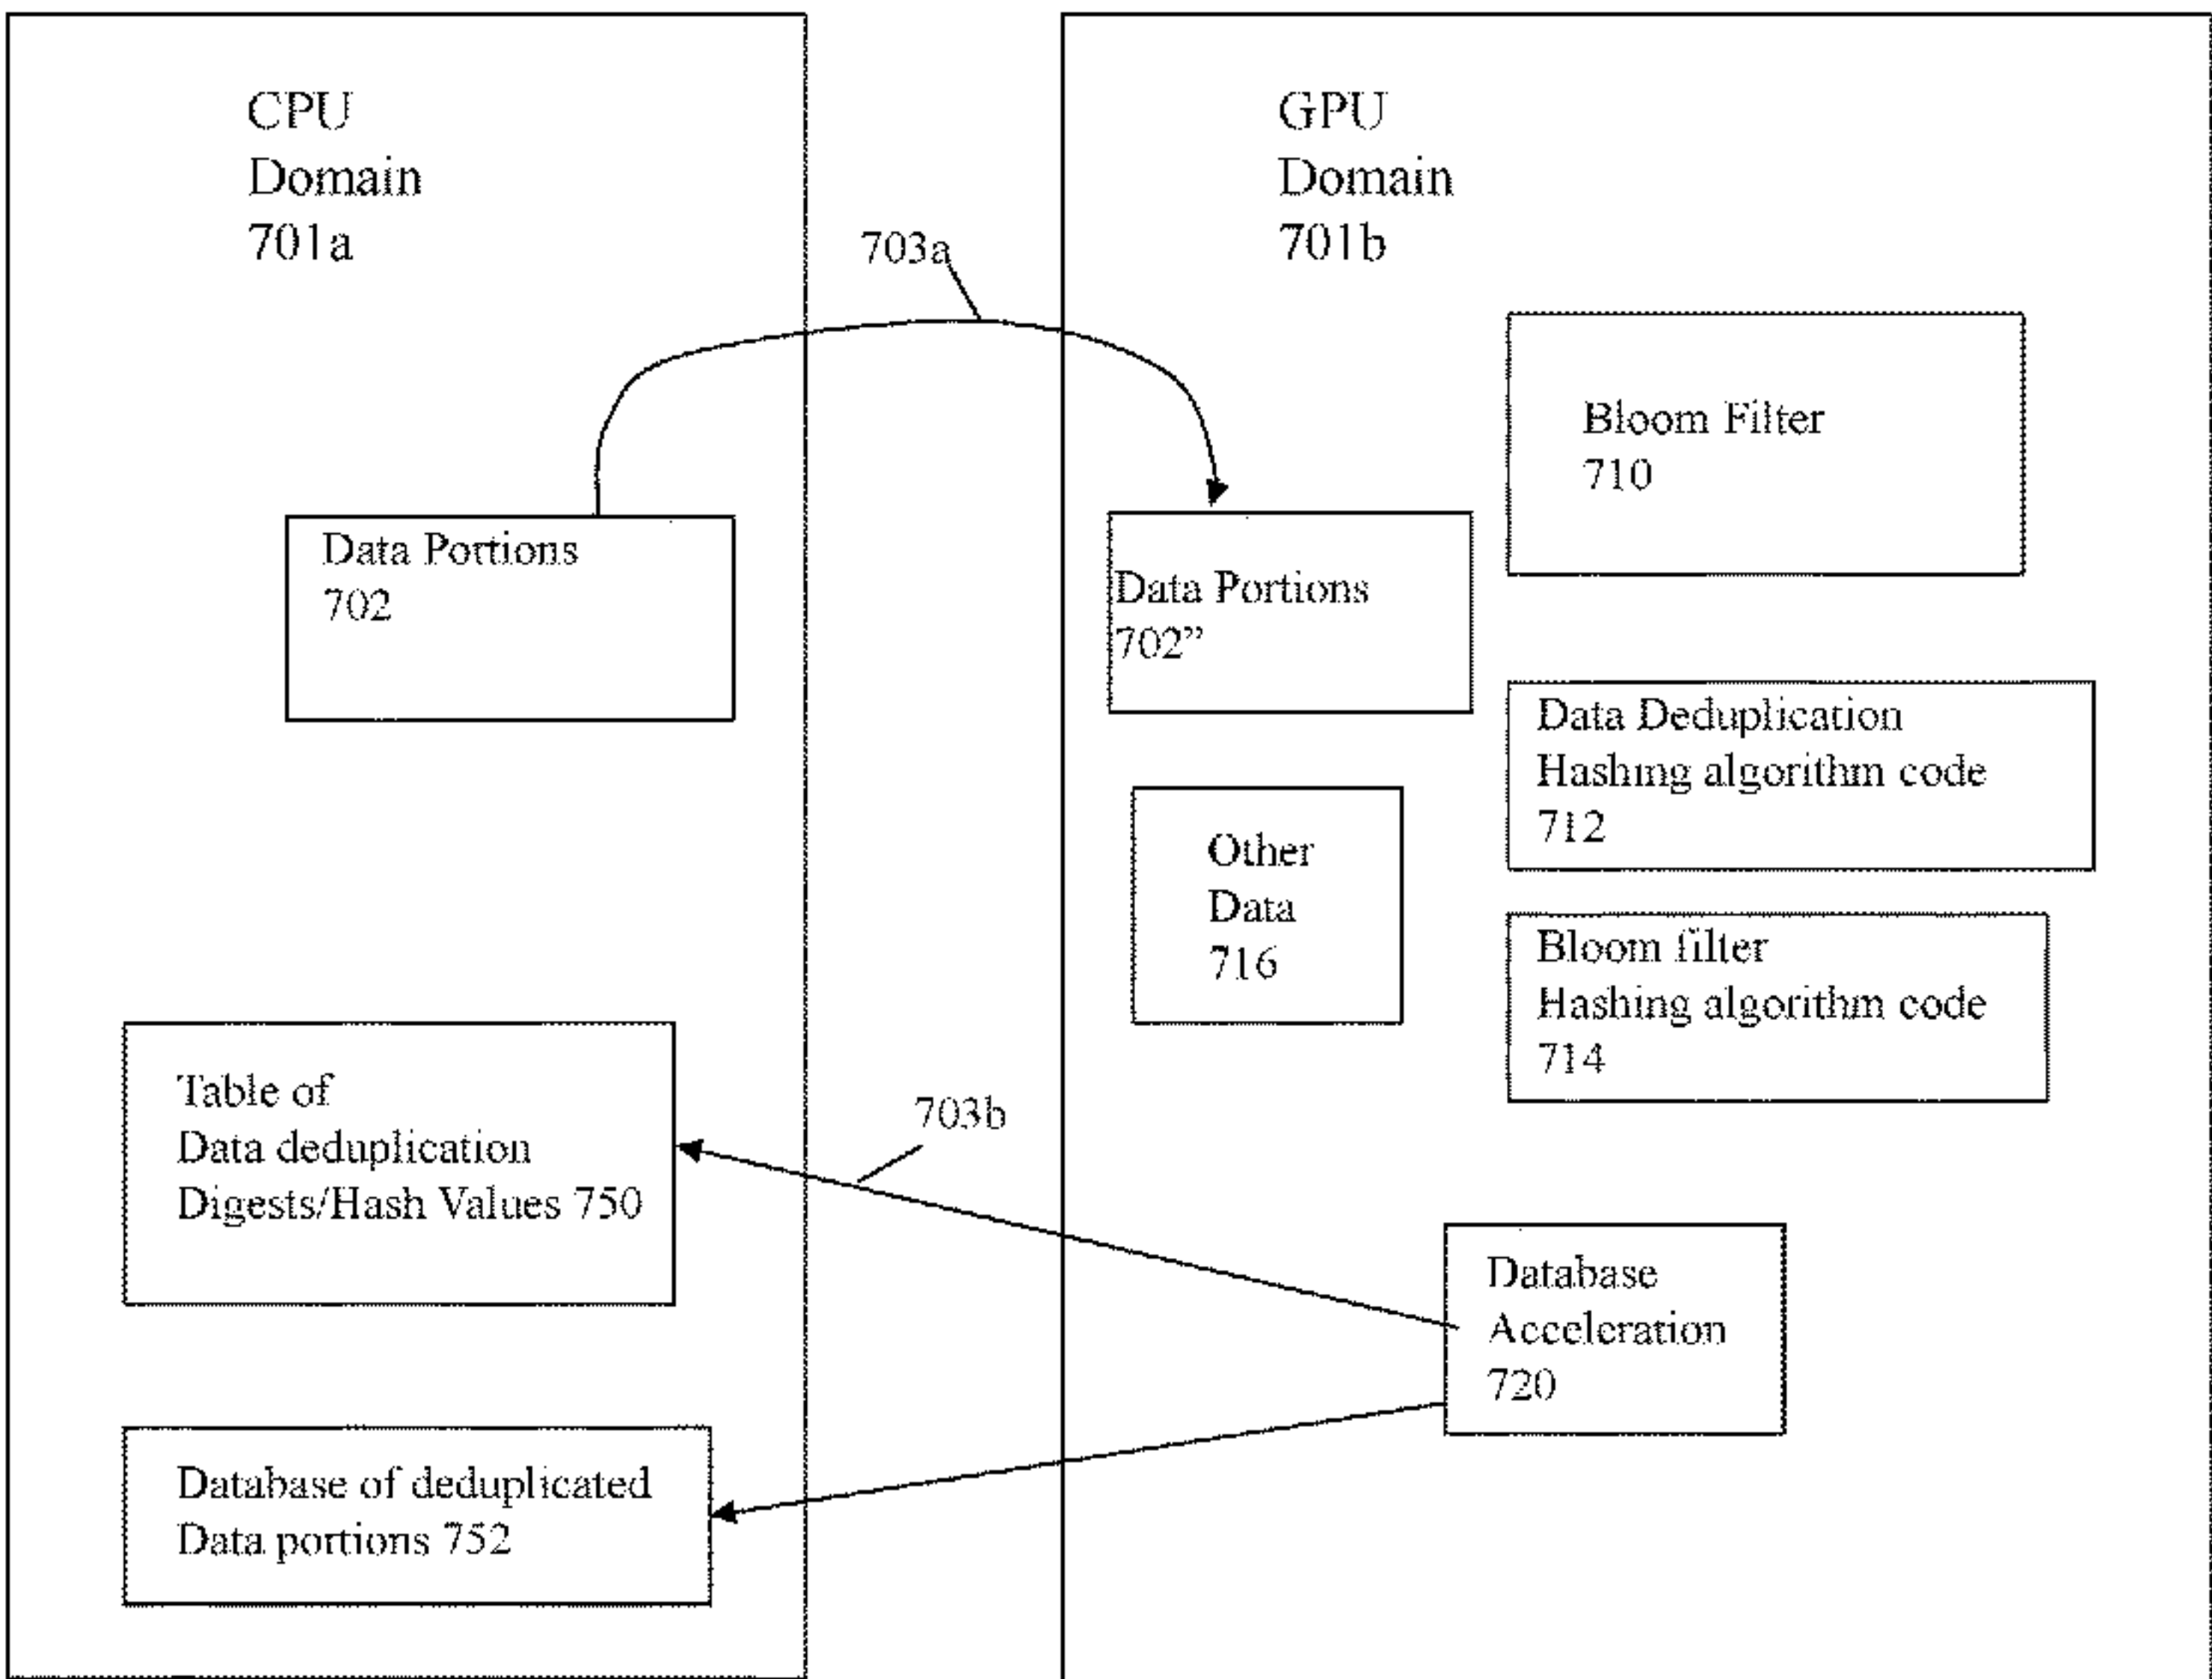 CPU
Domain
701a
GPU
Domain
701b
703a
Bloom Filter
710
Data Portions
702
Data Portions
702”
Data Deduplication
Hashing algorithm code
712
Other
Data
716
Bloom filter
Hashing algorithm code
714
Table of
Data deduplication
Digests/Hash Values 750
703b
Database
Acceleration
720
Database of deduplicated
Data portions 752